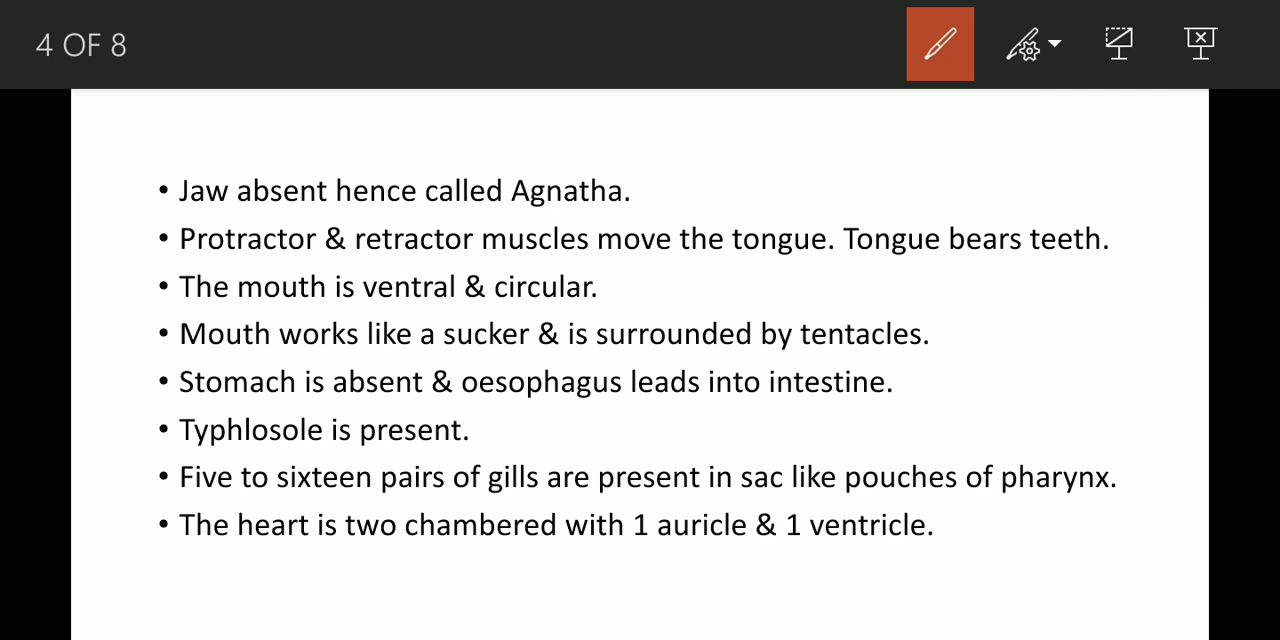 4 OF 8
• Jaw absent hence called Agnatha.
• Protractor & retractor muscles move the tongue. Tongue bears teeth.
• The mouth is ventral & circular.
• Mouth works like a sucker & is surrounded by tentacles.
• Stomach is absent & oesophagus leads into intestine.
• Typhlosole is present.
• Five to sixteen pairs of gills are present in sac like pouches of pharynx.
• The heart is two chambered with 1 auricle & 1 ventricle.